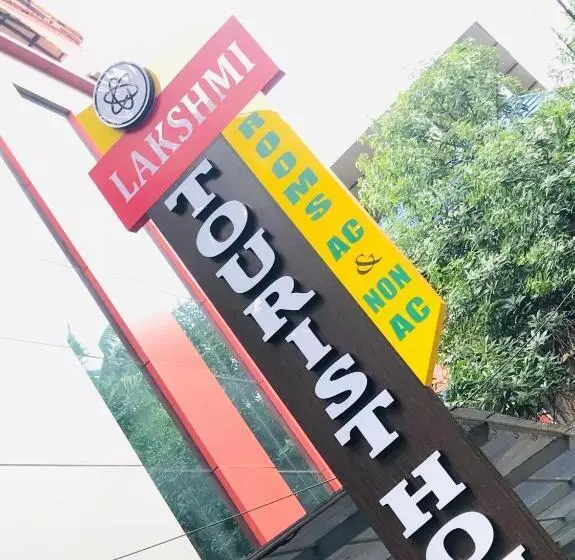 LAKSHMI
TOURIST HO
ROOMS AC & NON AC